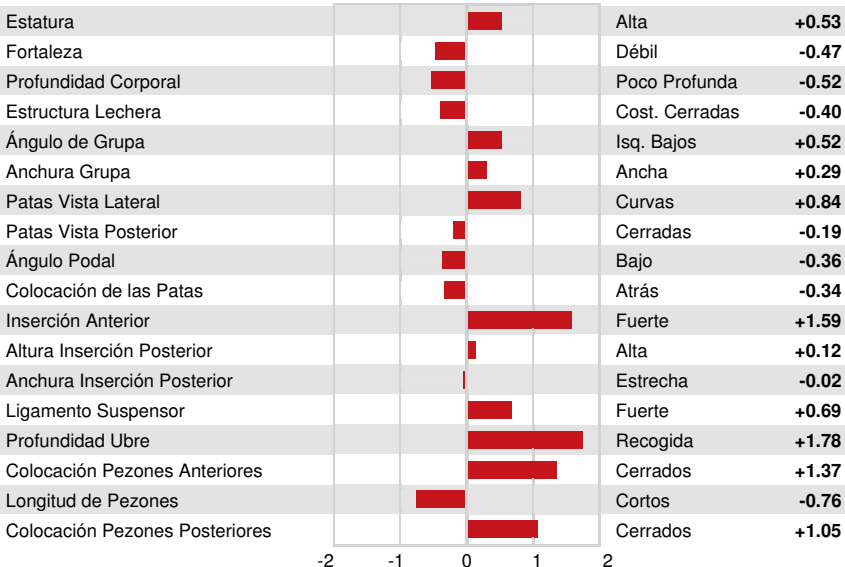 Estatura Alta +0.53
Fortaleza Débil -0.47
Profundidad Corporal Poco Profunda -0.52
Estructura Lechera Cost. Cerradas -0.40
Ángulo de Grupa Isq. Bajos +0.52
Anchura Grupa Ancha +0.29
Patas Vista Lateral Curvas +0.84
Patas Vista Posterior Cerradas -0.19
Ángulo Podal Bajo -0.36
Colocación de las Patas Atrás -0.34
Inserción Anterior Fuerte +1.59
Altura Inserción Posterior Alta +0.12
Anchura Inserción Posterior Estrecha -0.02
Ligamento Suspensor Fuerte +0.69
Profundidad Ubre Recogida +1.78
Colocación Pezones Anteriores Cerrados +1.37
Longitud de Pezones Cortos -0.76
Colocación Pezones Posteriores Cerrados +1.05
-2 -1 0 1 2